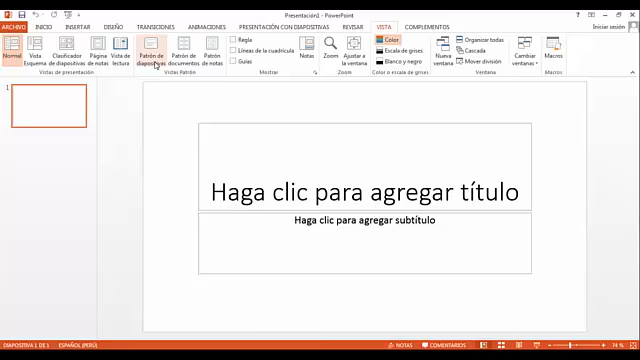 Presentación1 - PowerPoint
ARCHIVO INICIO INSERTAR DISEÑO TRANSICIONES ANIMACIONES PRESENTACIÓN CON DIAPOSITIVAS REVISAR VISTA COMPLEMENTOS Iniciar sesión
Normal
Vista Esquema
Clasificador de diapositivas
Página de notas
Vista de lectura
Vistas de presentación
Patrón de diapositivas
Patrón de documentos
Patrón de notas
Vistas Patrón
Regla
Líneas de la cuadrícula
Guías
Mostrar
Notas
Zoom
Ajustar a la ventana
Zoom
Color
Escala de grises
Blanco y negro
Color o escala de grises
Nueva ventana
Organizar todas
Cascada
Mover división
Ventana
Cambiar ventanas
Macros
Macros
1
Haga clic para agregar título
Haga clic para agregar subtítulo
DIAPOSITIVA 1 DE 1 ESPAÑOL (PERÚ) NOTAS COMENTARIOS 74 %